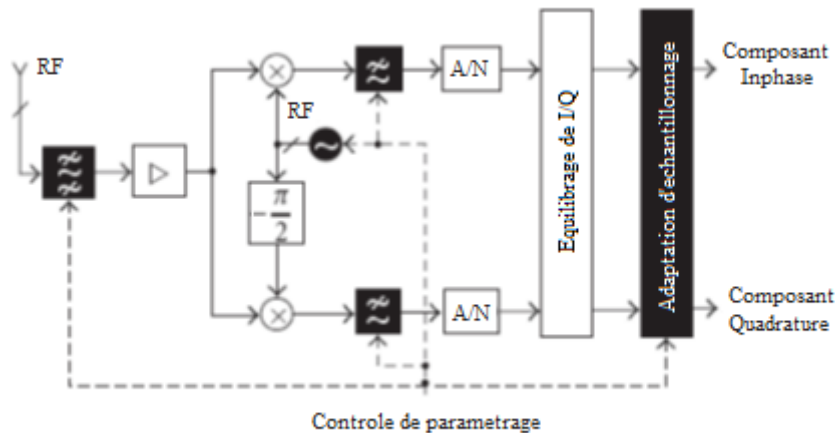 RF
Composant
Inphase
A/N
RF
-π/2
Equilibrage de I/Q
Adaptation d'echantillonnage
A/N
Composant
Quadrature
Controle de parametrage